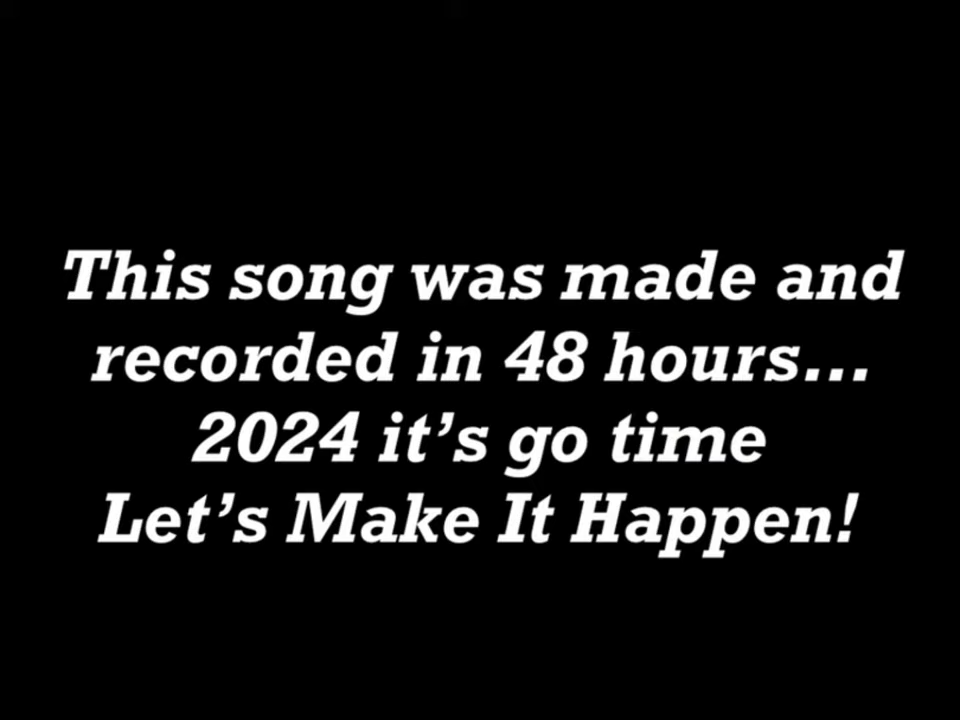 This song was made and
recorded in 48 hours...
2024 it’s go time
Let’s Make It Happen!